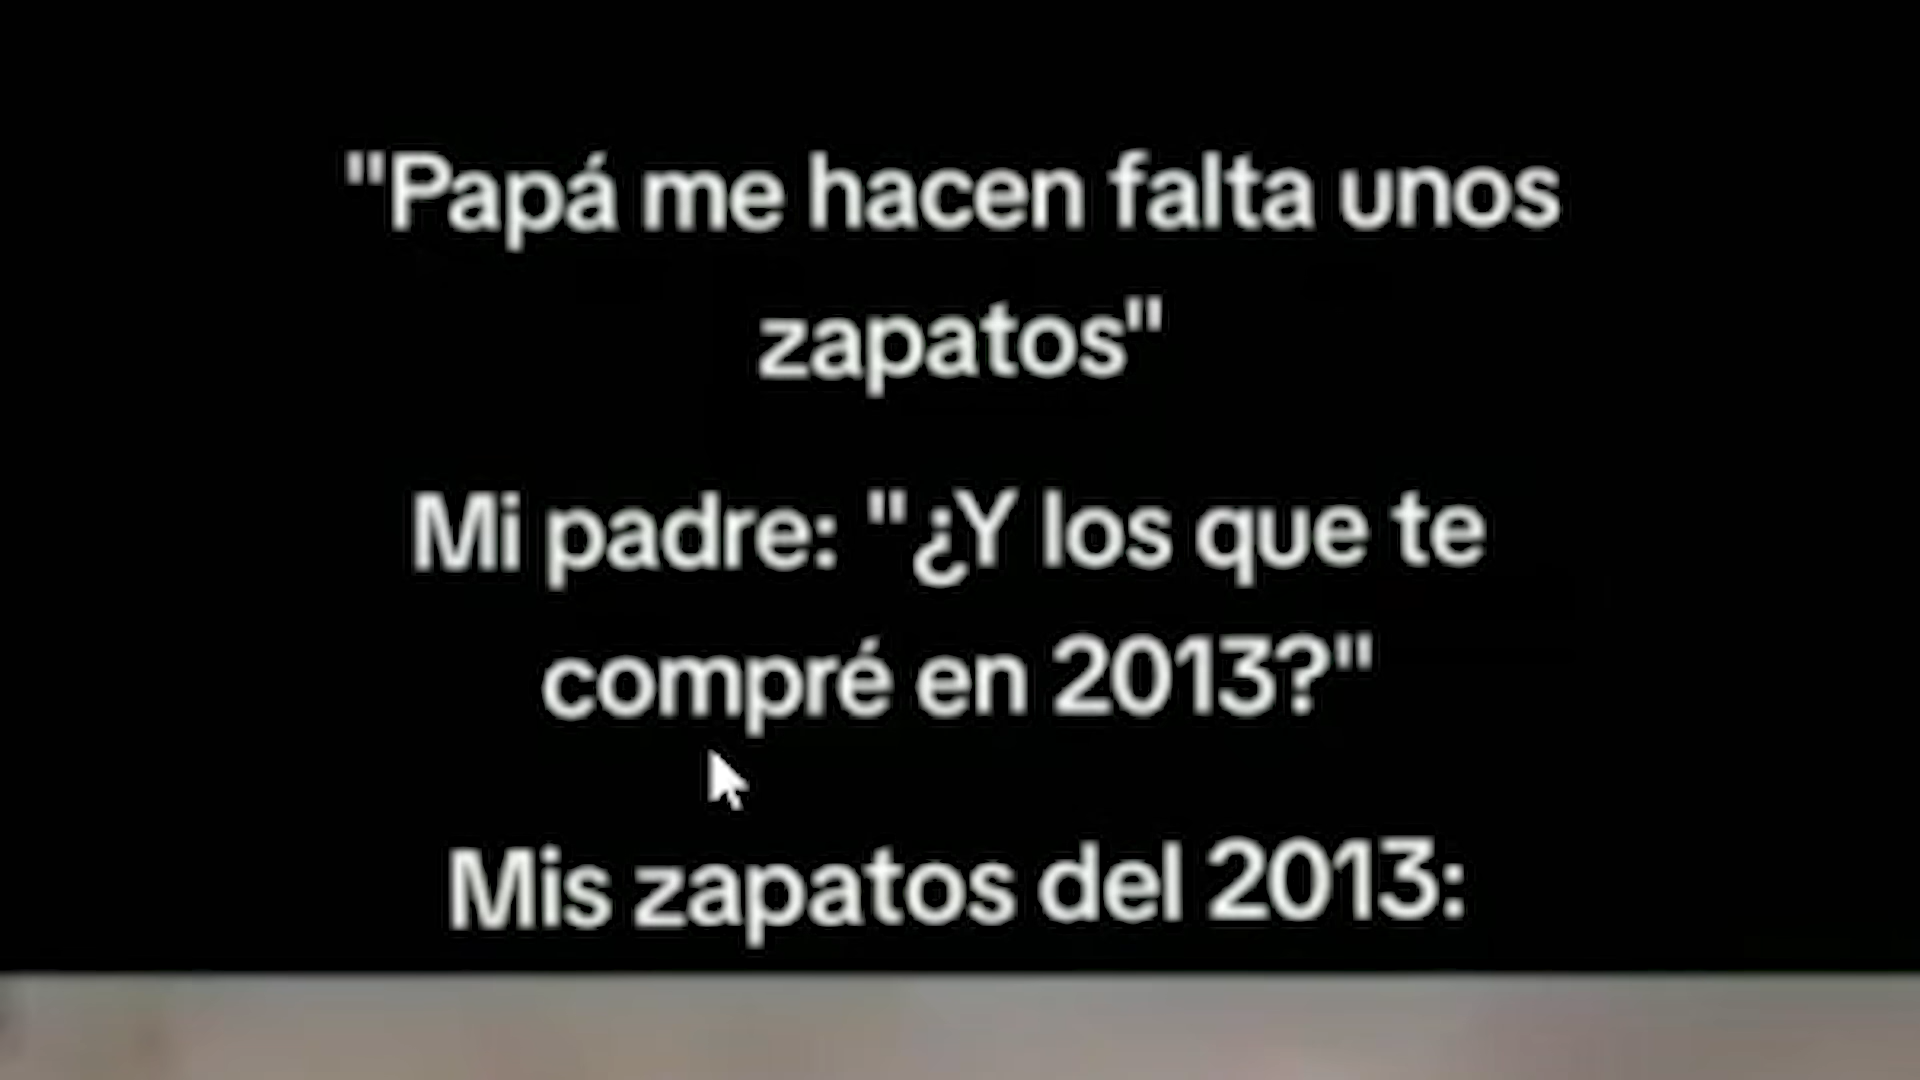 "Papá me hacen falta unos
zapatos"
Mi padre: "¿Y los que te
compré en 2013?"
Mis zapatos del 2013: